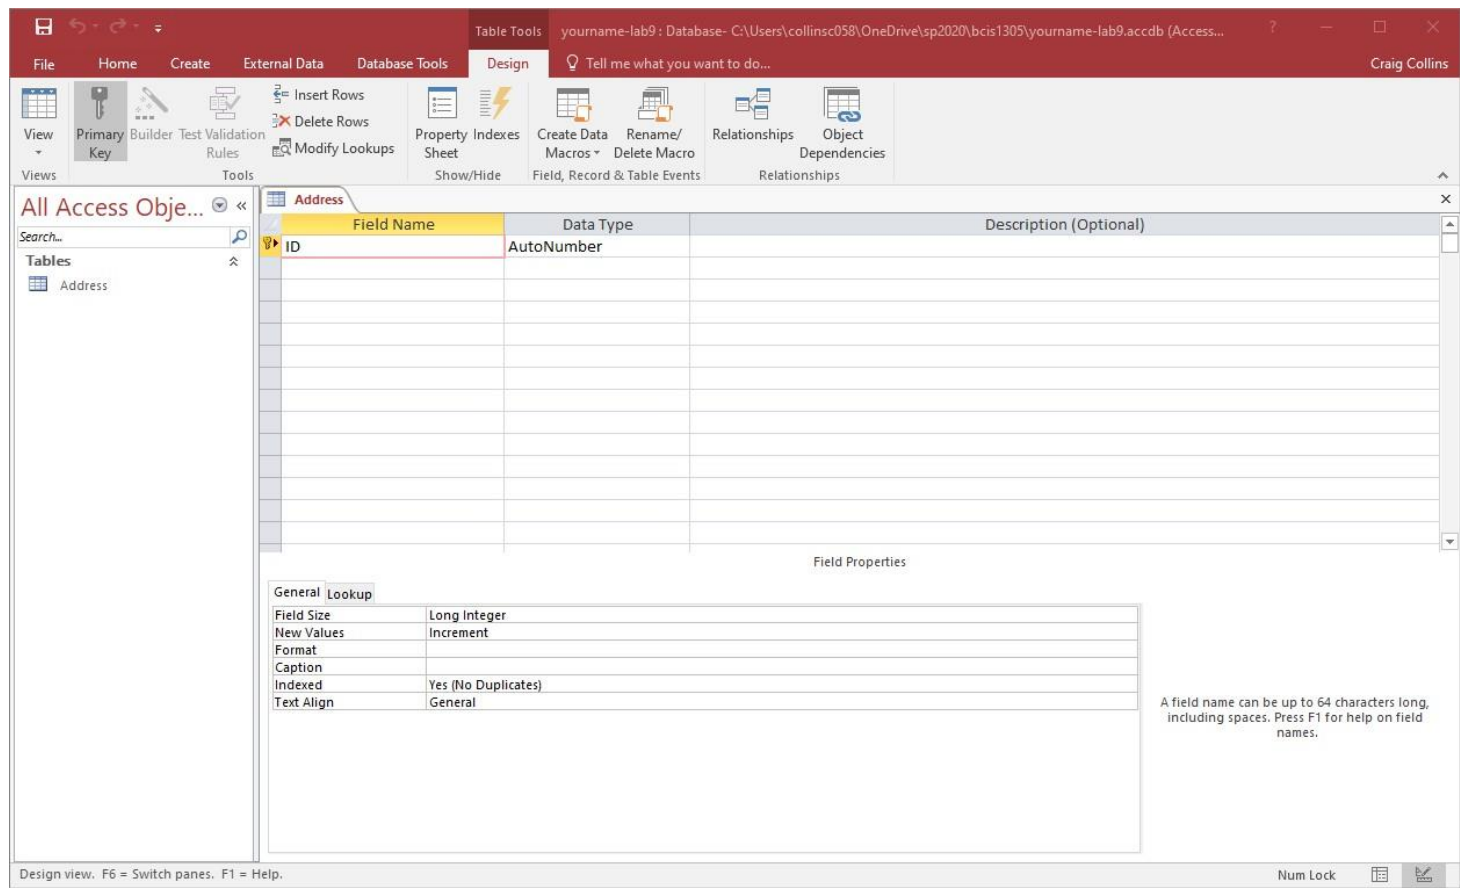 Table Tools
yourname-lab9 : Database- C:\Users\collinsc058\OneDrive\sp2020\bcis1305\yourname-lab9.accdb (Access...
?
File Home Create External Data Database Tools Design Tell me what you want to do... Craig Collins
View
Primary Key
Builder
Test Validation Rules
Insert Rows
Delete Rows
Modify Lookups
Property Sheet
Indexes
Create Data Macros
Rename/ Delete Macro
Relationships
Object Dependencies
Views Tools Show/Hide Field, Record & Table Events Relationships
All Access Obje...
Search...
Tables
Address
Address
Field Name Data Type Description (Optional)
ID AutoNumber
Field Properties
General Lookup
Field Size Long Integer
New Values Increment
Format
Caption
Indexed Yes (No Duplicates)
Text Align General
A field name can be up to 64 characters long,
including spaces. Press F1 for help on field
names.
Design view. F6 = Switch panes. F1 = Help.
Num Lock